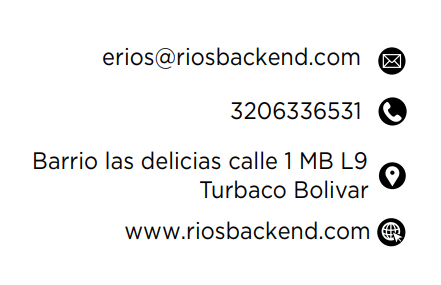 erios@riosbackend.com
3206336531
Barrio las delicias calle 1 MB L9
Turbaco Bolivar
www.riosbackend.com